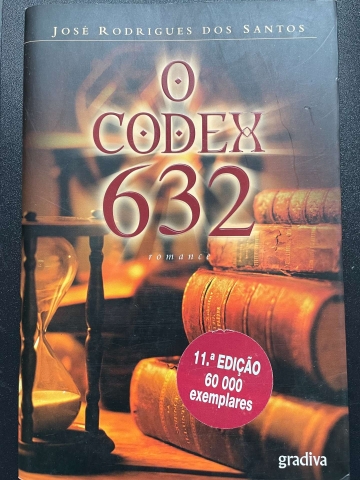 JOSÉ RODRIGUES DOS SANTOS
O
CODEX
632
romance
11.ª EDIÇÃO
60 000
exemplares
gradiva